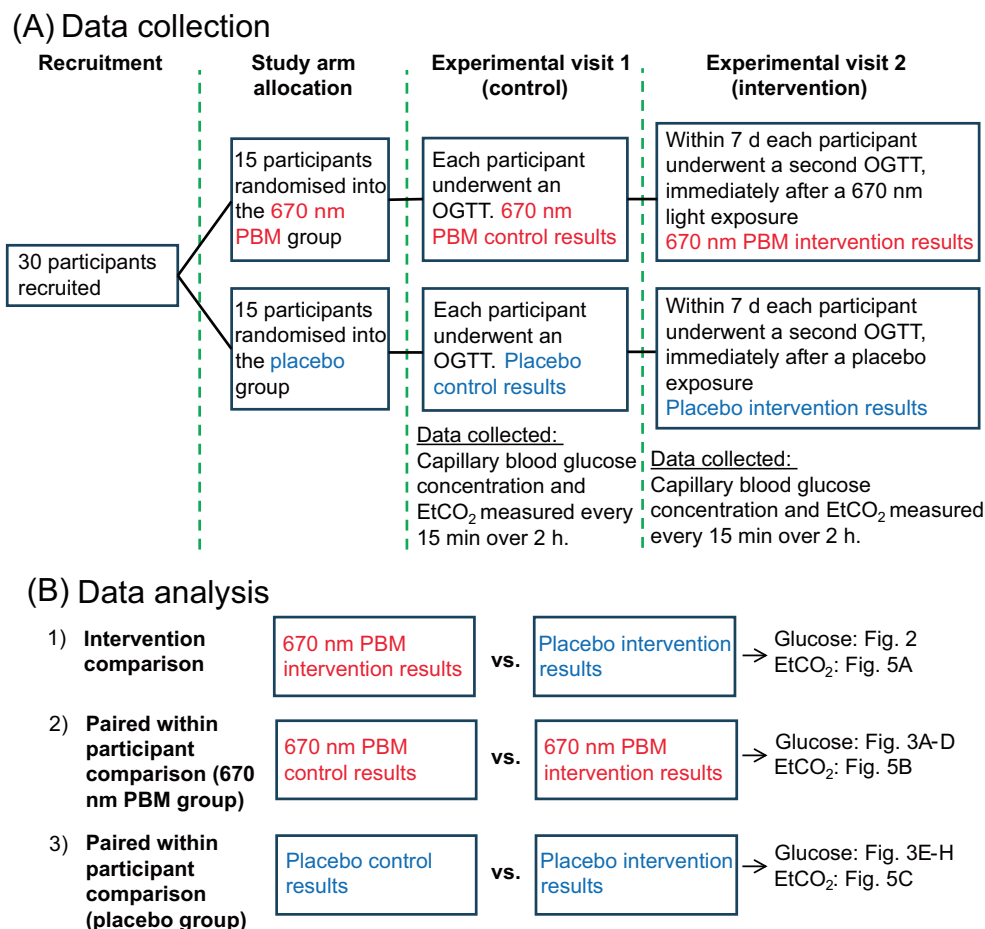 (A) Data collection
Recruitment
Study arm
allocation
Experimental visit 1
(control)
Experimental visit 2
(intervention)
30 participants
recruited
15 participants
randomised into
the 670 nm
PBM group
Each participant
underwent an
OGTT. 670 nm
PBM control results
Within 7 d each participant
underwent a second OGTT,
immediately after a 670 nm
light exposure
670 nm PBM intervention results
15 participants
randomised into
the placebo
group
Each participant
underwent an
OGTT. Placebo
control results
Within 7 d each participant
underwent a second OGTT,
immediately after a placebo
exposure
Placebo intervention results
Data collected:
Capillary blood glucose
concentration and
EtCO₂ measured every
15 min over 2 h.
Data collected:
Capillary blood glucose
concentration and EtCO₂ measured
every 15 min over 2 h.
(B) Data analysis
1) Intervention
comparison
670 nm PBM
intervention results
vs.
Placebo intervention
results
Glucose: Fig. 2
EtCO₂: Fig. 5A
2) Paired within
participant
comparison (670
nm PBM group)
670 nm PBM
control results
vs.
670 nm PBM
intervention results
Glucose: Fig. 3A-D
EtCO₂: Fig. 5B
3) Paired within
participant
comparison
(placebo group)
Placebo control
results
vs.
Placebo intervention
results
Glucose: Fig. 3E-H
EtCO₂: Fig. 5C